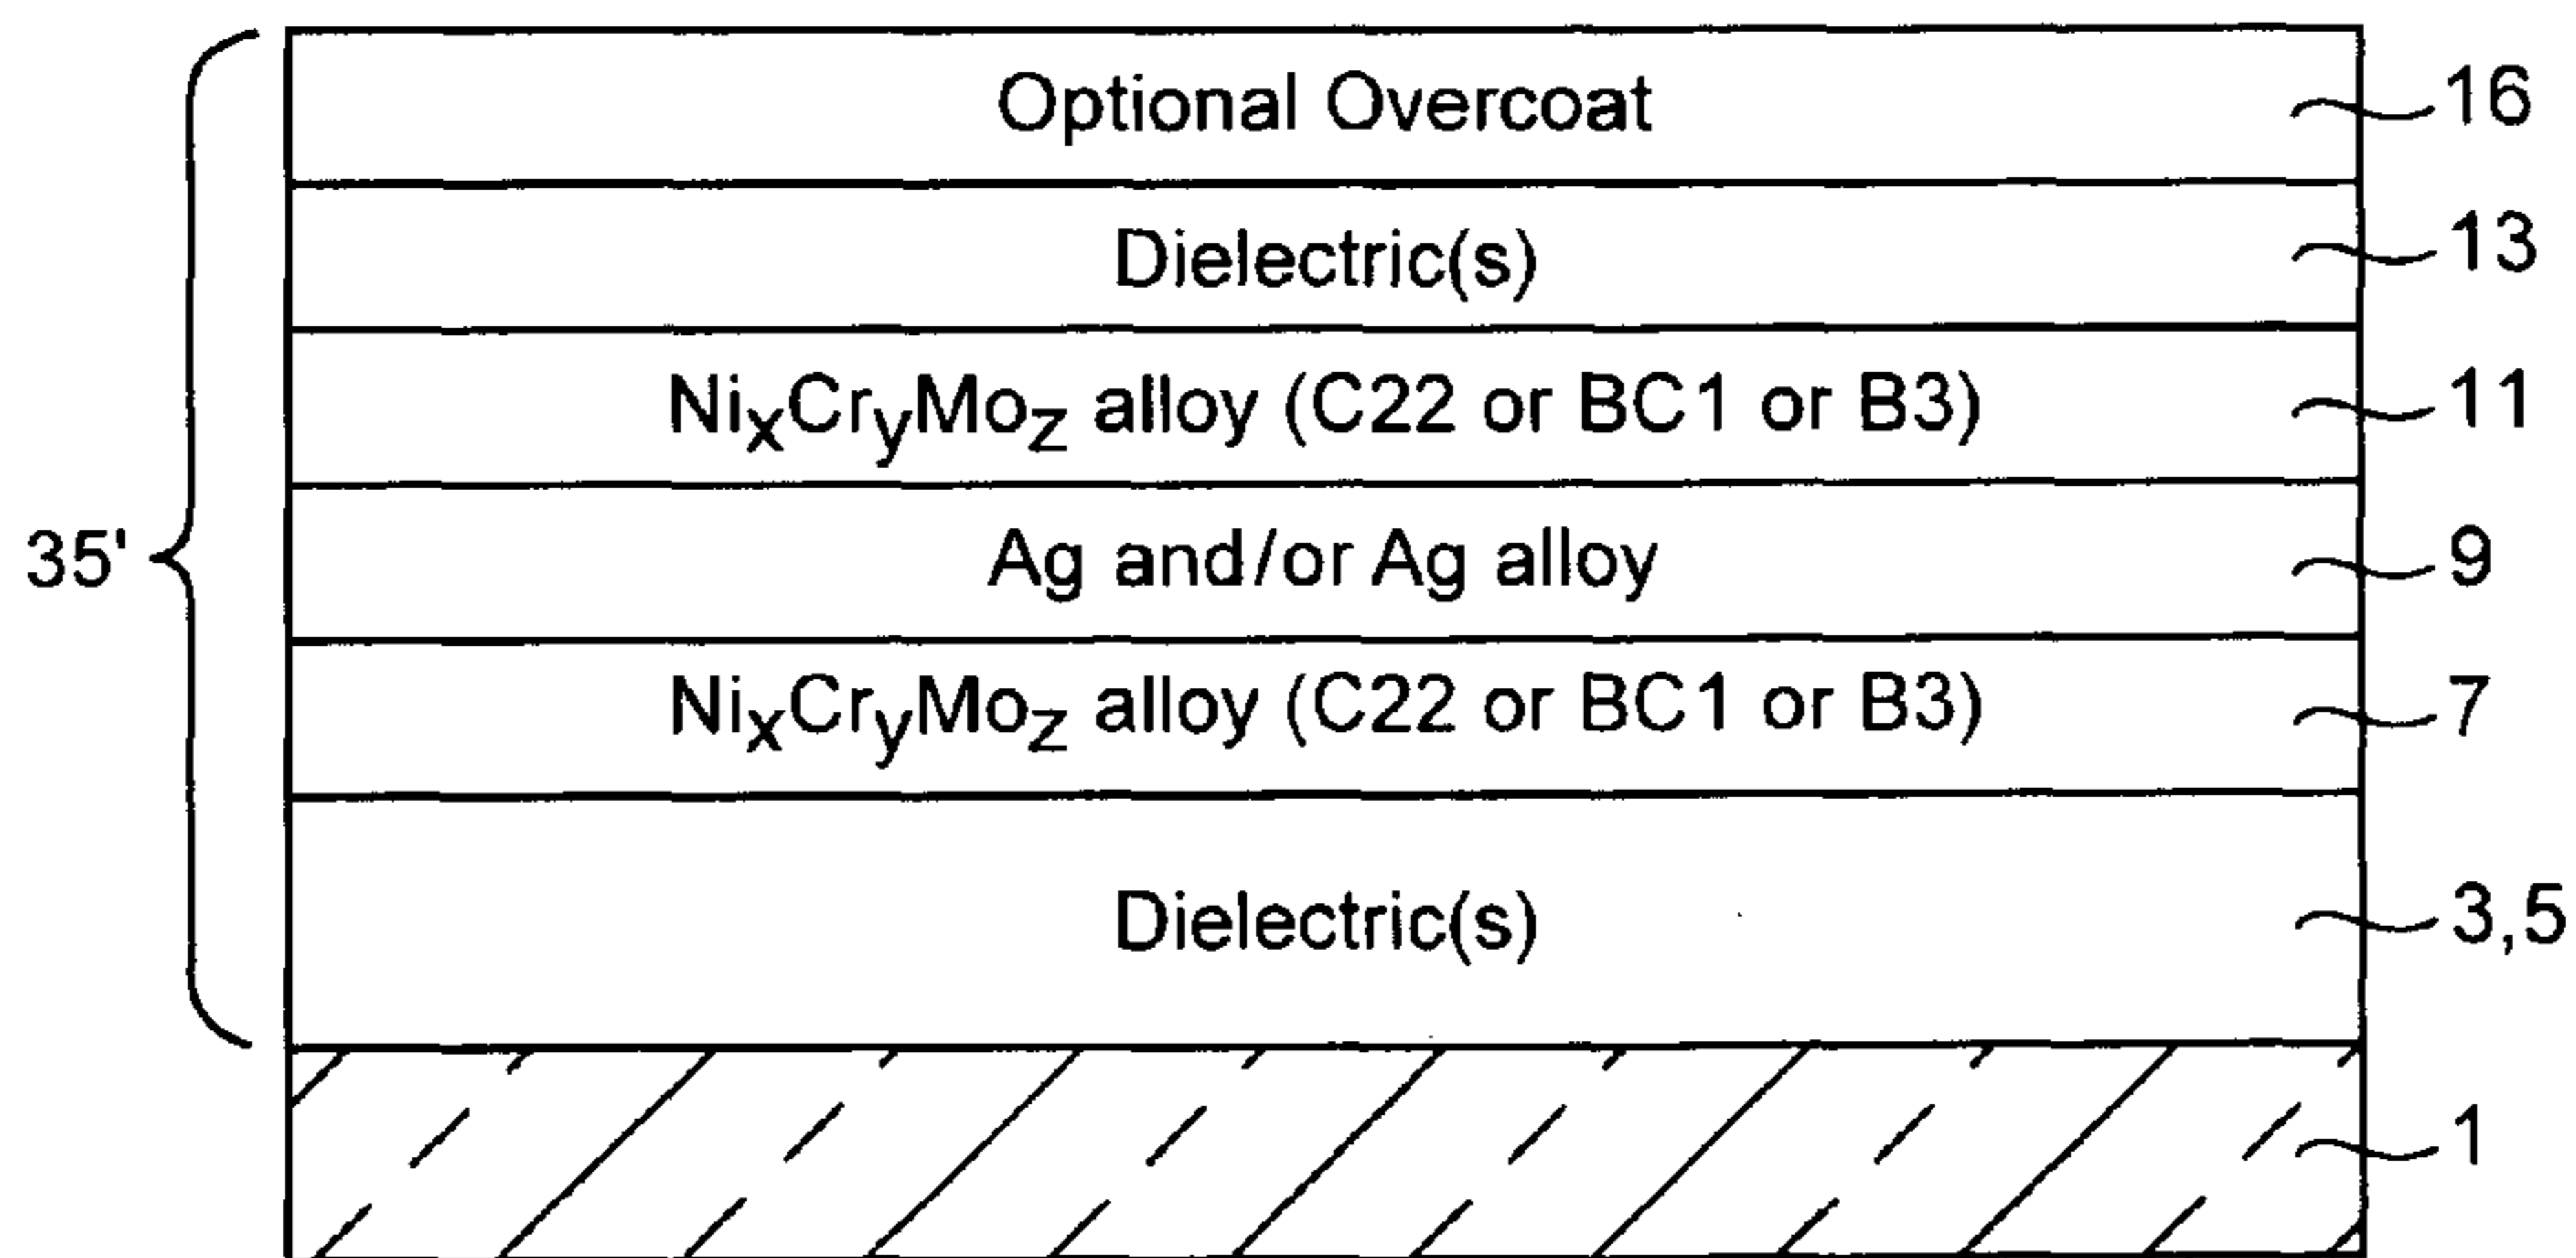 Optional Overcoat 16
Dielectric(s) 13
NixCryMoz alloy (C22 or BC1 or B3) 11
35' Ag and/or Ag alloy 9
NixCryMoz alloy (C22 or BC1 or B3) 7
Dielectric(s) 3,5
1